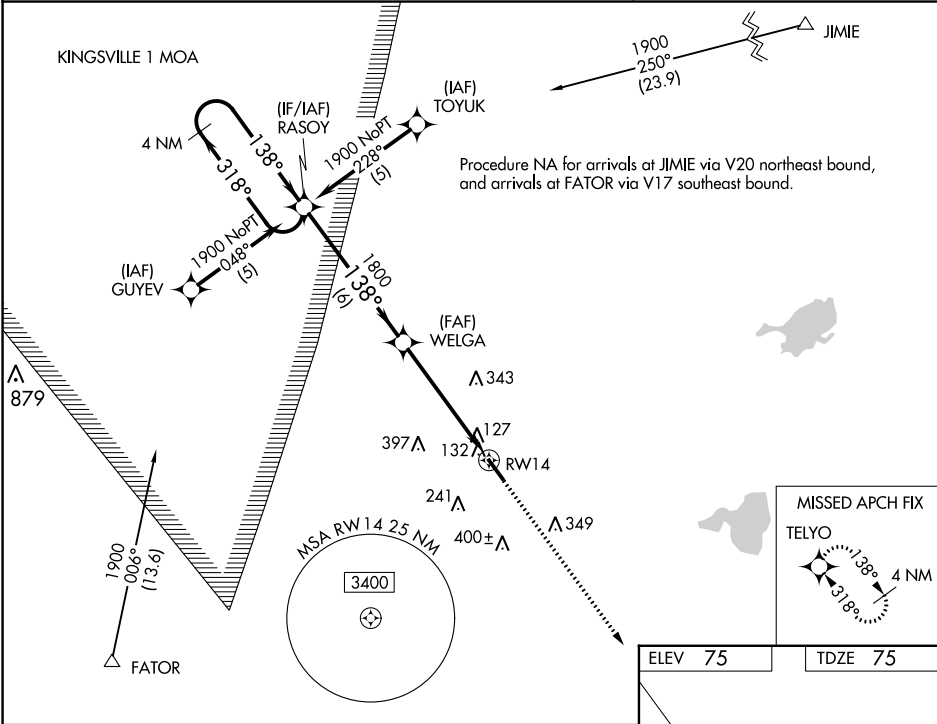 KINGSVILLE 1 MOA
JIMIE
1900
250°
(23.9)
(IAF)
TOYUK
(IF/IAF)
RASOY
4 NM
138°
318°
1900 NoPT
228°
(5)
Procedure NA for arrivals at JIMIE via V20 northeast bound,
and arrivals at FATOR via V17 southeast bound.
1900 NoPT
048°
(5)
(IAF)
GUYEV
1800
138°
(6)
(FAF)
WELGA
879
343
127
397
132
RW14
241
400±
349
MSA RW14 25 NM
3400
1900
006°
(13.6)
FATOR
MISSED APCH FIX
TELYO
138°
318°
4 NM
ELEV 75
TDZE 75